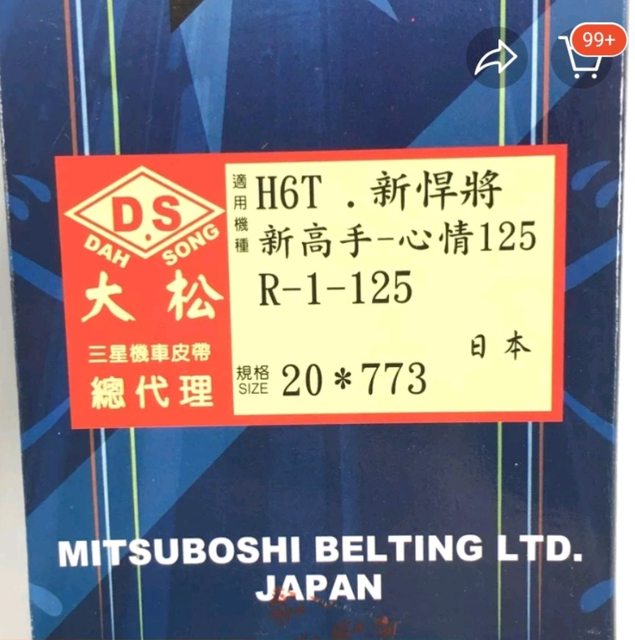 99+
D.S
DAH SONG
大松
三星機車皮帶
總代理
適用機種
H6T . 新悍將
新高手-心情125
R-1-125
日本
規格
SIZE
20*773
MITSUBOSHI BELTING LTD.
JAPAN